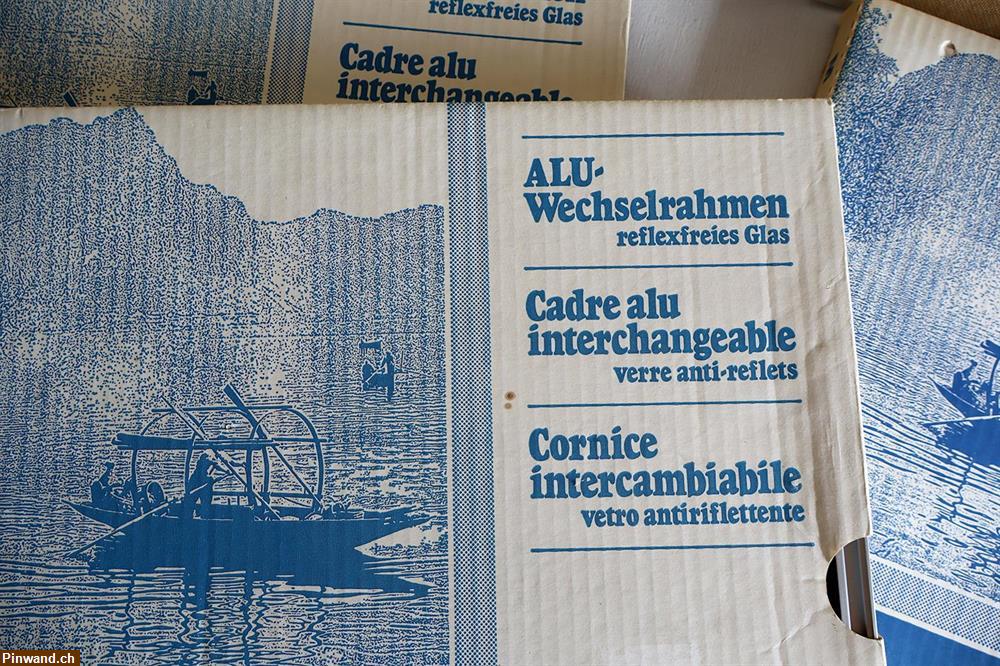 reflexfreies Glas
Cadre alu
interchangeable
ALU-
Wechselrahmen
reflexfreies Glas
Cadre alu
interchangeable
verre anti-reflets
Cornice
intercambiabile
vetro antiriflettente
Pinwand.ch